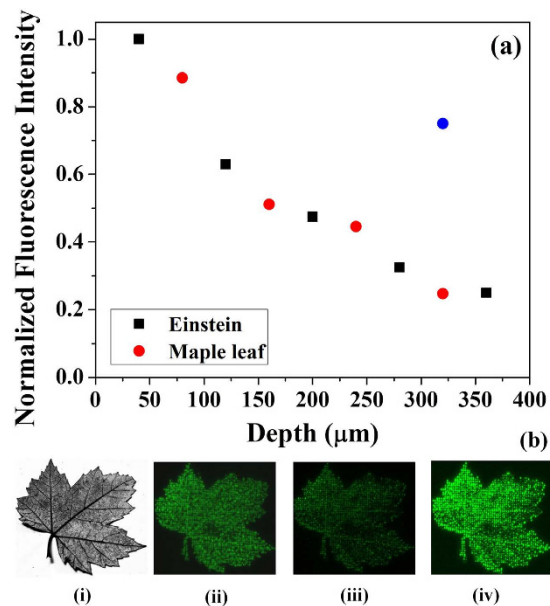 Normalized Fluorescence Intensity
1.0
0.8
0.6
0.4
0.2
0.0
(a)
Einstein
Maple leaf
0 50 100 150 200 250 300 350 400
Depth (μm)
(b)
(i) (ii) (iii) (iv)